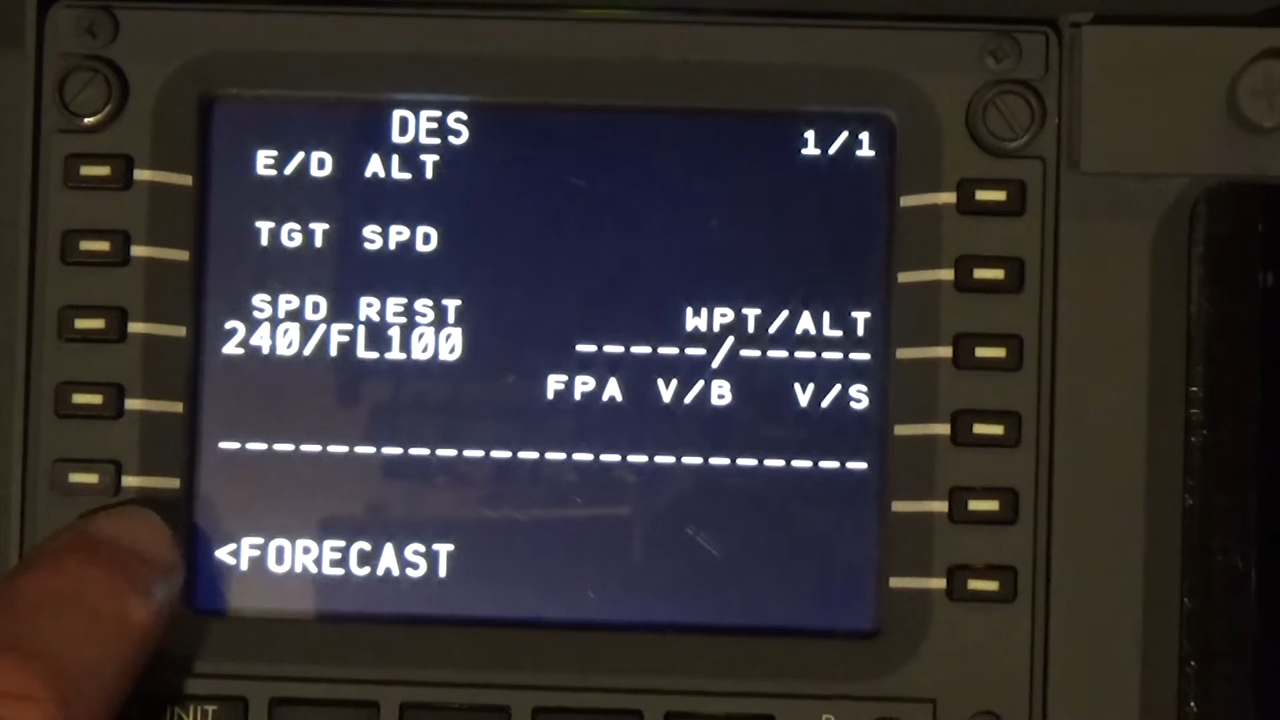 DES 1/1
E/D ALT
TGT SPD
SPD REST WPT/ALT
240/FL100 -----/-----
FPA V/B V/S
------------------------
<FORECAST
INIT